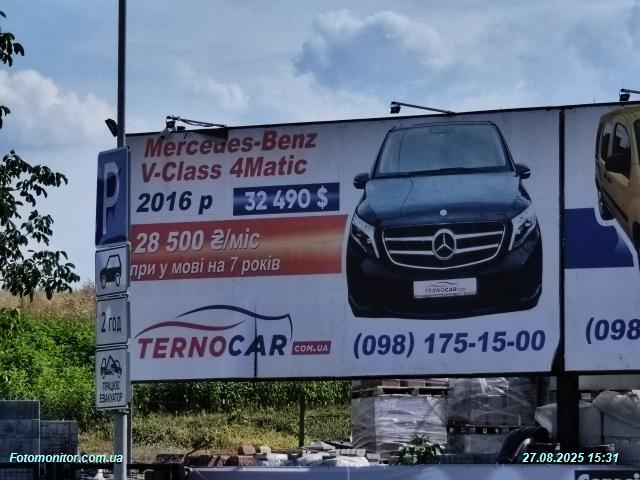 Mercedes-Benz
V-Class 4Matic
2016 р
32 490 $
28 500 ₴/міс
при у мові на 7 років
TERNOCAR
.COM.UA
TERNOCAR
(098) 175-15-00
(098)
P
2 год
ПРАЦЮЄ
ЕВАКУАТОР
Fotomonitor.com.ua
27.08.2025 15:31